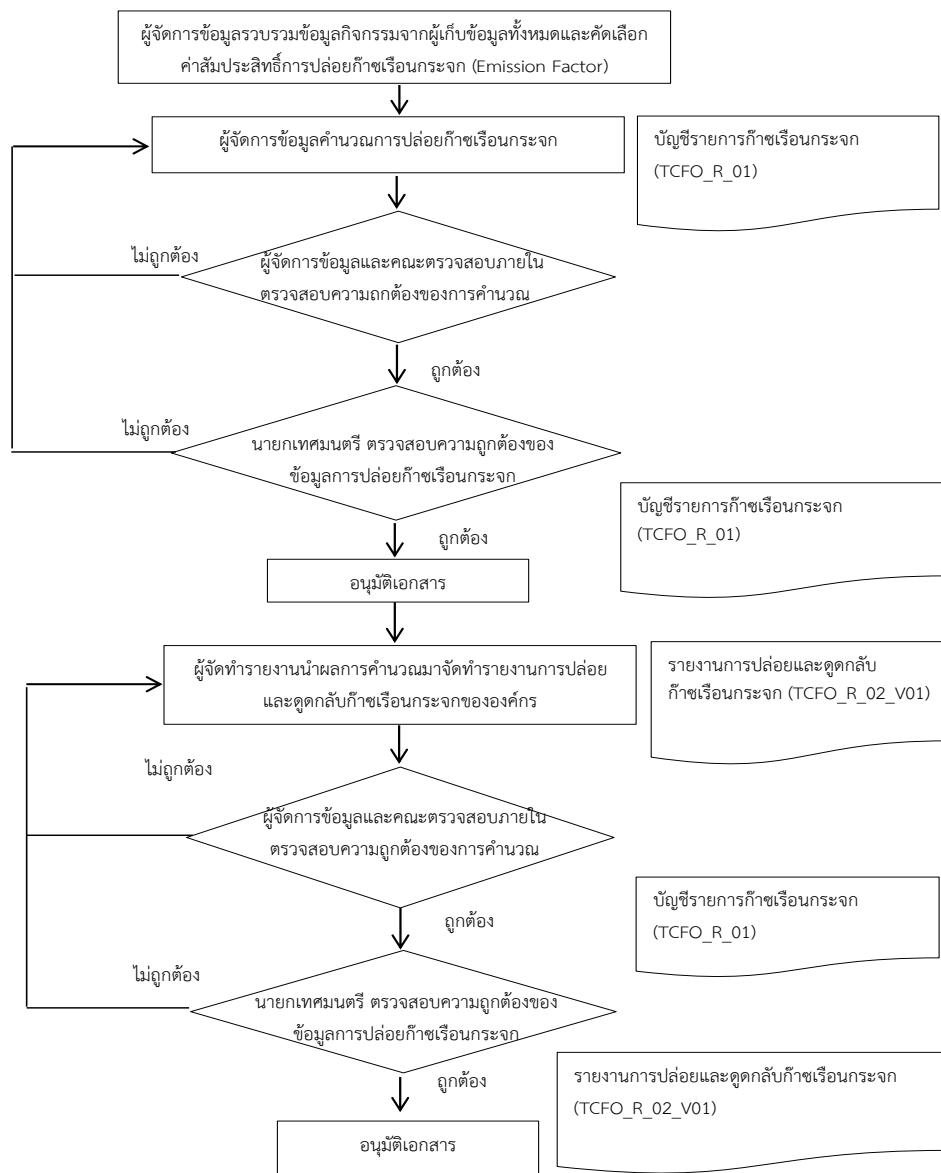 ผู้จัดการข้อมูลรวบรวมข้อมูลกิจกรรมจากผู้เก็บข้อมูลทั้งหมดและคัดเลือก
ค่าสัมประสิทธิ์การปล่อยก๊าซเรือนกระจก (Emission Factor)
ผู้จัดการข้อมูลคำนวณการปล่อยก๊าซเรือนกระจก
บัญชีรายการก๊าซเรือนกระจก
(TCFO_R_01)
ไม่ถูกต้อง
ผู้จัดการข้อมูลและคณะตรวจสอบภายใน
ตรวจสอบความถกต้องของการคำนวณ
ถูกต้อง
ไม่ถูกต้อง
นายกเทศมนตรี ตรวจสอบความถูกต้องของ
ข้อมูลการปล่อยก๊าซเรือนกระจก
บัญชีรายการก๊าซเรือนกระจก
(TCFO_R_01)
ถูกต้อง
อนุมัติเอกสาร
ผู้จัดทำรายงานนำผลการคำนวณมาจัดทำรายงานการปล่อย
และดูดกลับก๊าซเรือนกระจกขององค์กร
รายงานการปล่อยและดูดกลับ
ก๊าซเรือนกระจก (TCFO_R_02_V01)
ไม่ถูกต้อง
ผู้จัดการข้อมูลและคณะตรวจสอบภายใน
ตรวจสอบความถูกต้องของการคำนวณ
บัญชีรายการก๊าซเรือนกระจก
(TCFO_R_01)
ถูกต้อง
ไม่ถูกต้อง
นายกเทศมนตรี ตรวจสอบความถูกต้องของ
ข้อมูลการปล่อยก๊าซเรือนกระจก
ถูกต้อง
รายงานการปล่อยและดูดกลับก๊าซเรือนกระจก
(TCFO_R_02_V01)
อนุมัติเอกสาร